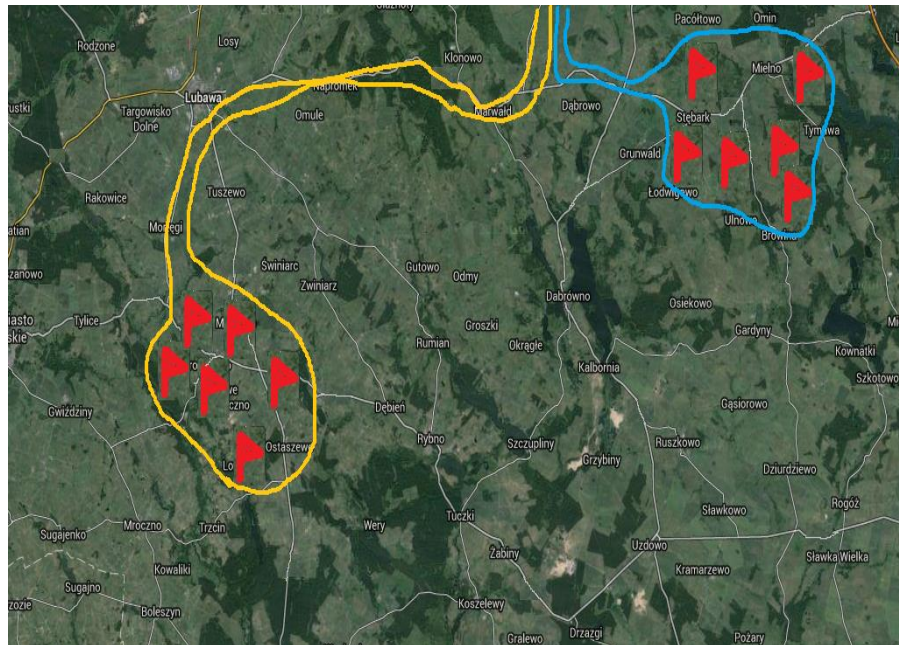 Pacółtowo
Omin
Rodzone
Losy
Klonowo
Mielno
Napromek
Lubawa
Targowisko
Dolne
Omule
Marwałd
Dąbrowo
Stębark
Tymawa
Grunwald
Rakowice
Tuszewo
Łodwigowo
Ulnowo
Browina
Świniarc
Gutowo
Odmy
Zwiniarz
Dąbrówno
Osiekowo
Tylice
Groszki
Gardyny
Rumian
Okrągłe
Kownatki
Kalbornia
Szkotowo
Gwiździny
Dębień
Gąsiorowo
Rybno
Szczupliny
Ruszkowo
Ostaszewo
Grzybiny
Dziurdziewo
Rogóż
Sławkowo
Mroczno
Trzcin
Wery
Tuczki
Sugajenko
Żabiny
Uzdowo
Sławka Wielka
Kowaliki
Kramarzewo
Sugajno
Boleszyn
Koszelewy
Gralewo
Drzazgi
Pożary